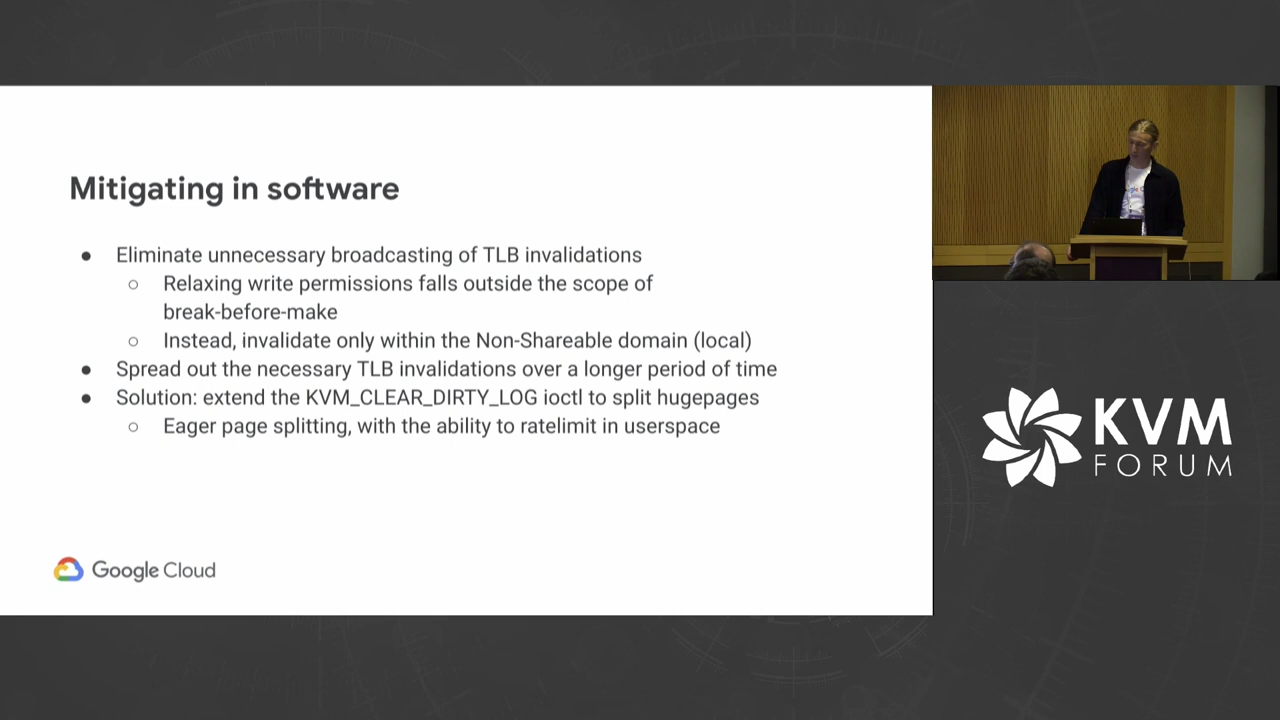 Mitigating in software
● Eliminate unnecessary broadcasting of TLB invalidations
○ Relaxing write permissions falls outside the scope of
break-before-make
○ Instead, invalidate only within the Non-Shareable domain (local)
● Spread out the necessary TLB invalidations over a longer period of time
● Solution: extend the KVM_CLEAR_DIRTY_LOG ioctl to split hugepages
○ Eager page splitting, with the ability to ratelimit in userspace
Google Cloud
KVM
FORUM